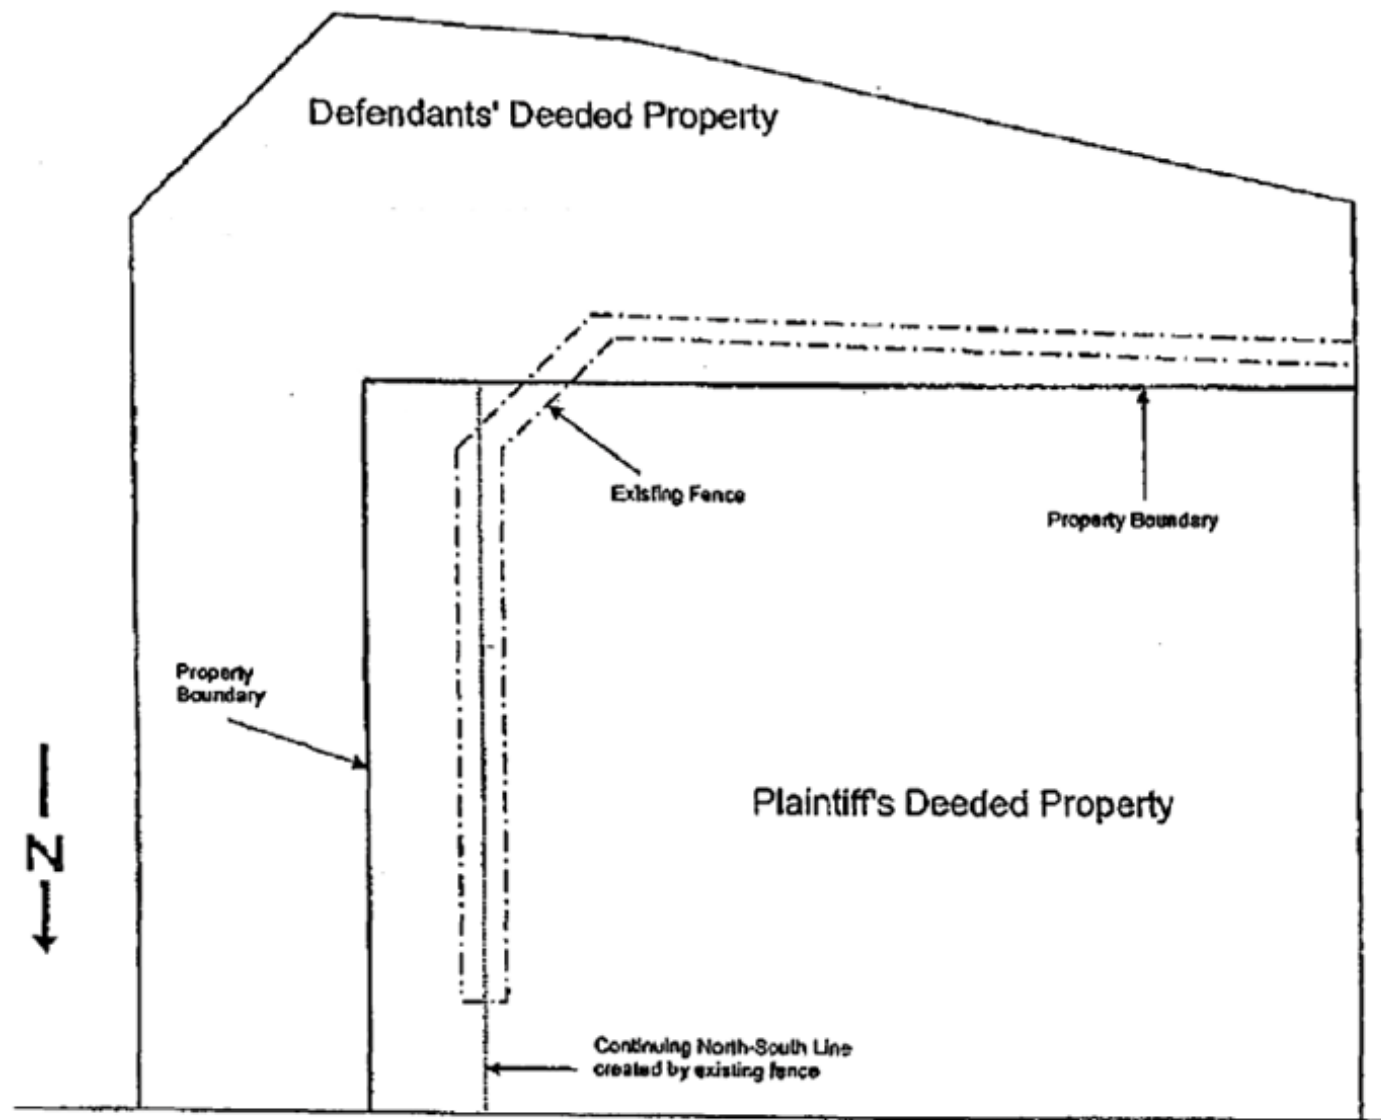 Defendants' Deeded Property
Existing Fence
Property Boundary
Property
Boundary
Plaintiff's Deeded Property
N
Continuing North-South Line
created by existing fence